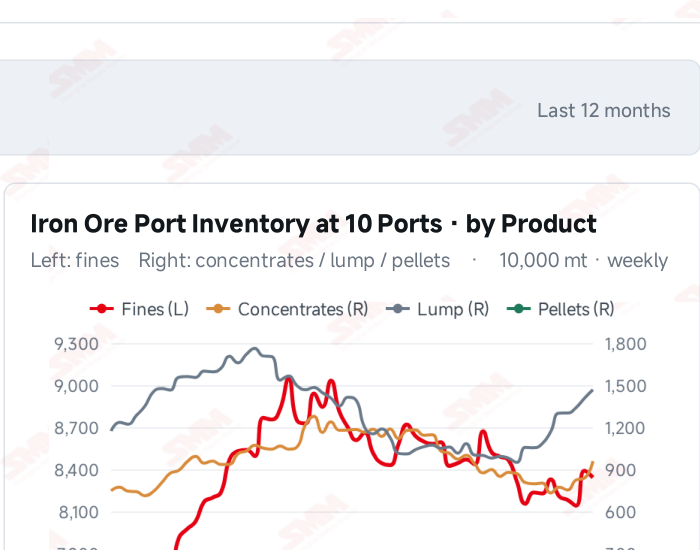 Last 12 months
Iron Ore Port Inventory at 10 Ports · by Product
Left: fines Right: concentrates / lump / pellets · 10,000 mt · weekly
Fines (L) Concentrates (R) Lump (R) Pellets (R)
9,300 1,800
9,000 1,500
8,700 1,200
8,400 900
8,100 600
SMM